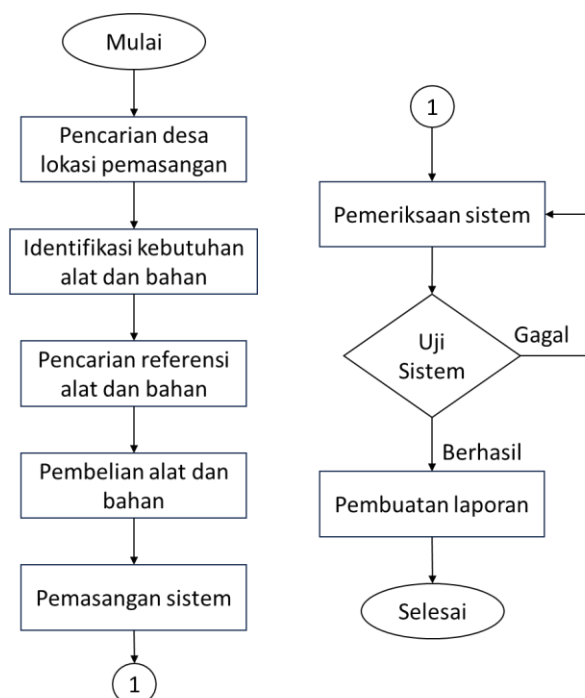 Mulai
Pencarian desa
lokasi pemasangan
Identifikasi kebutuhan
alat dan bahan
Pencarian referensi
alat dan bahan
Pembelian alat dan
bahan
Pemasangan sistem
1
1
Pemeriksaan sistem
Uji
Sistem
Gagal
Berhasil
Pembuatan laporan
Selesai